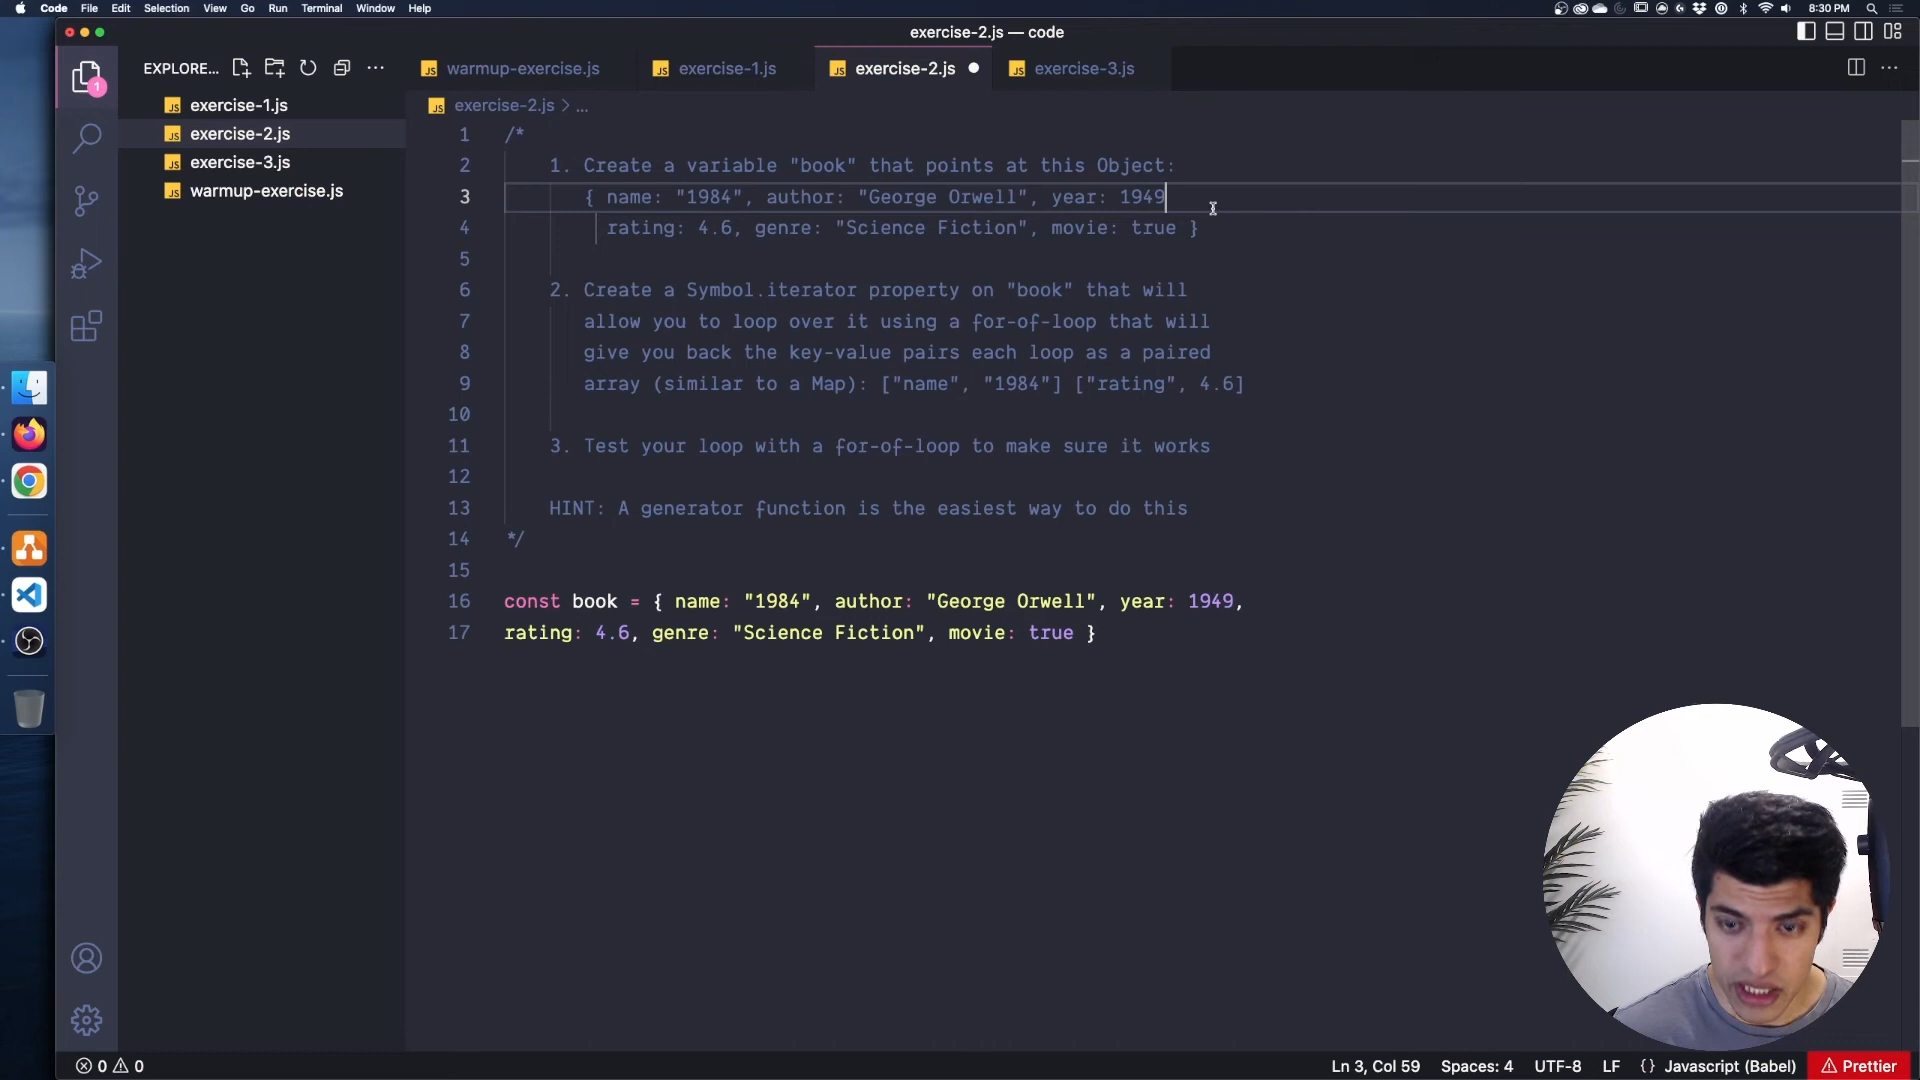 Code File Edit Selection View Go Run Terminal Window Help 8:30 PM
exercise-2.js — code
EXPLORE... warmup-exercise.js exercise-1.js exercise-2.js exercise-3.js
1
exercise-1.js
exercise-2.js
exercise-3.js
warmup-exercise.js
exercise-2.js > ...
1 /*
2 1. Create a variable "book" that points at this Object:
3 { name: "1984", author: "George Orwell", year: 1949
4 rating: 4.6, genre: "Science Fiction", movie: true }
5
6 2. Create a Symbol.iterator property on "book" that will
7 allow you to loop over it using a for-of-loop that will
8 give you back the key-value pairs each loop as a paired
9 array (similar to a Map): ["name", "1984"] ["rating", 4.6]
10
11 3. Test your loop with a for-of-loop to make sure it works
12
13 HINT: A generator function is the easiest way to do this
14 */
15
16 const book = { name: "1984", author: "George Orwell", year: 1949,
17 rating: 4.6, genre: "Science Fiction", movie: true }
0 0 Ln 3, Col 59 Spaces: 4 UTF-8 LF {} Javascript (Babel) Prettier